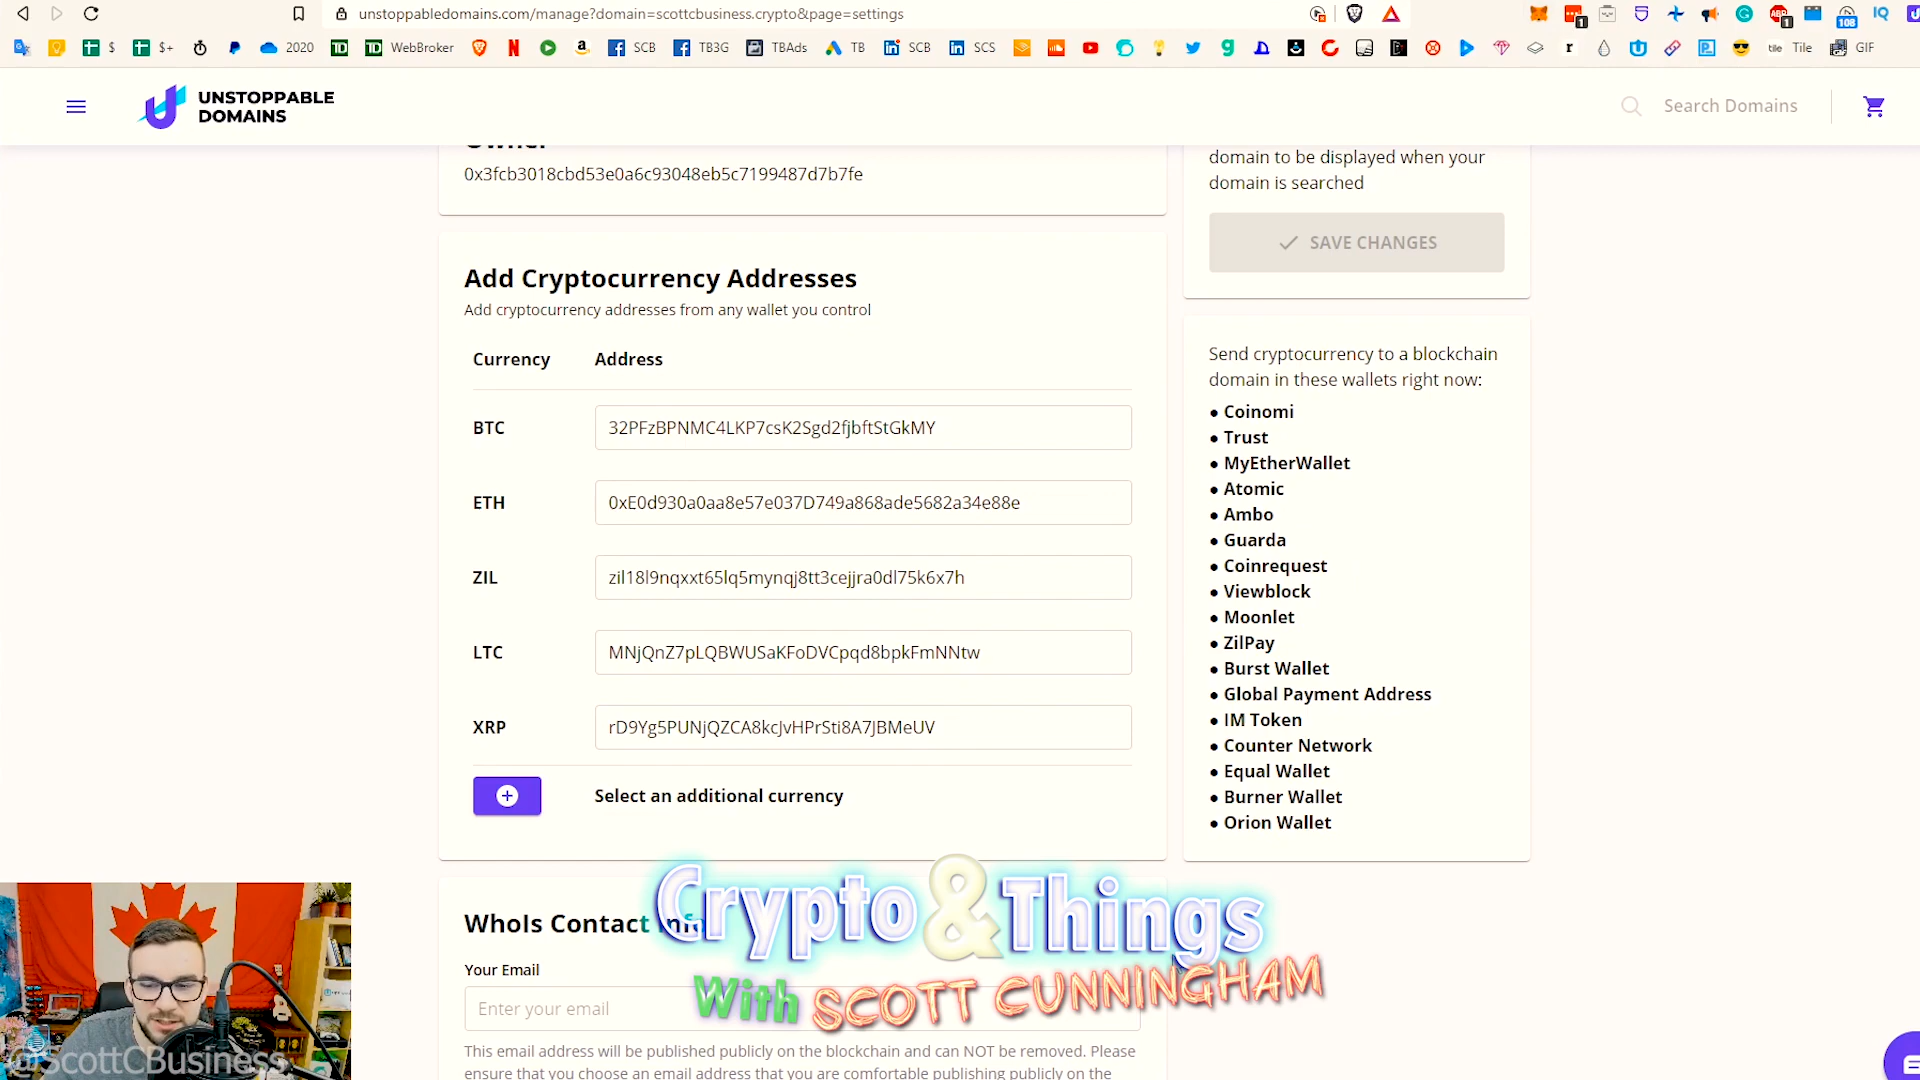 unstoppabledomains.com/manage?domain=scottcbusiness.crypto&page=settings
1
1
108
IQ
$
$+
2020
WebBroker
SCB
TB3G
TBAds
TB
SCB
SCS
tile Tile
GIF
UNSTOPPABLE
DOMAINS
Search Domains
Owner
0x3fcb3018cbd53e0a6c93048eb5c7199487d7b7fe
domain to be displayed when your
domain is searched
SAVE CHANGES
Add Cryptocurrency Addresses
Add cryptocurrency addresses from any wallet you control
Currency Address
BTC 32PFzBPNMC4LKP7csK2Sgd2fjbftStGkMY
ETH 0xE0d930a0aa8e57e037D749a868ade5682a34e88e
ZIL zil18l9nqxxt65lq5mynqj8tt3cejjra0dl75k6x7h
LTC MNjQnZ7pLQBWUSaKFoDVCpqd8bpkFmNNtw
XRP rD9Yg5PUNjQZCA8kcJvHPrSti8A7JBMeUV
Select an additional currency
Send cryptocurrency to a blockchain
domain in these wallets right now:
• Coinomi
• Trust
• MyEtherWallet
• Atomic
• Ambo
• Guarda
• Coinrequest
• Viewblock
• Moonlet
• ZilPay
• Burst Wallet
• Global Payment Address
• IM Token
• Counter Network
• Equal Wallet
• Burner Wallet
• Orion Wallet
WhoIs Contact Info
Crypto & Things
With SCOTT CUNNINGHAM
Your Email
Enter your email
This email address will be published publicly on the blockchain and can NOT be removed. Please
ensure that you choose an email address that you are comfortable publishing publicly on the
@ScottCBusiness